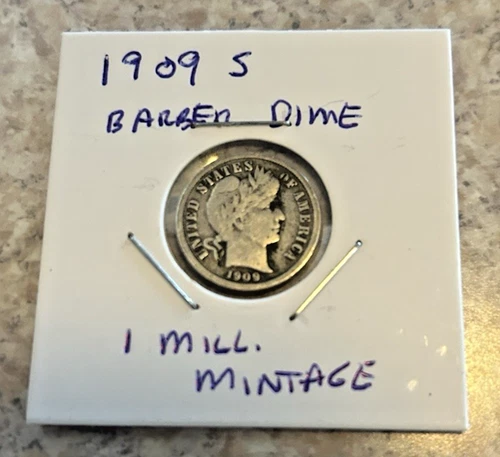 1909 S
BARBER DIME
UNITED STATES OF AMERICA
1909
1 MILL.
MINTAGE